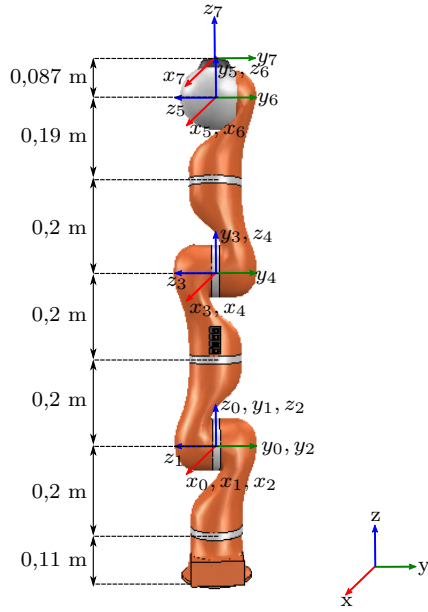 z₇
y₇
0,087 m
x₇
y₅, z₆
z₅
y₆
x₅, x₆
0,19 m
0,2 m
y₃, z₄
z₃
y₄
x₃, x₄
0,2 m
0,2 m
z₀, y₁, z₂
z₁
y₀, y₂
x₀, x₁, x₂
0,2 m
0,11 m
z
y
x